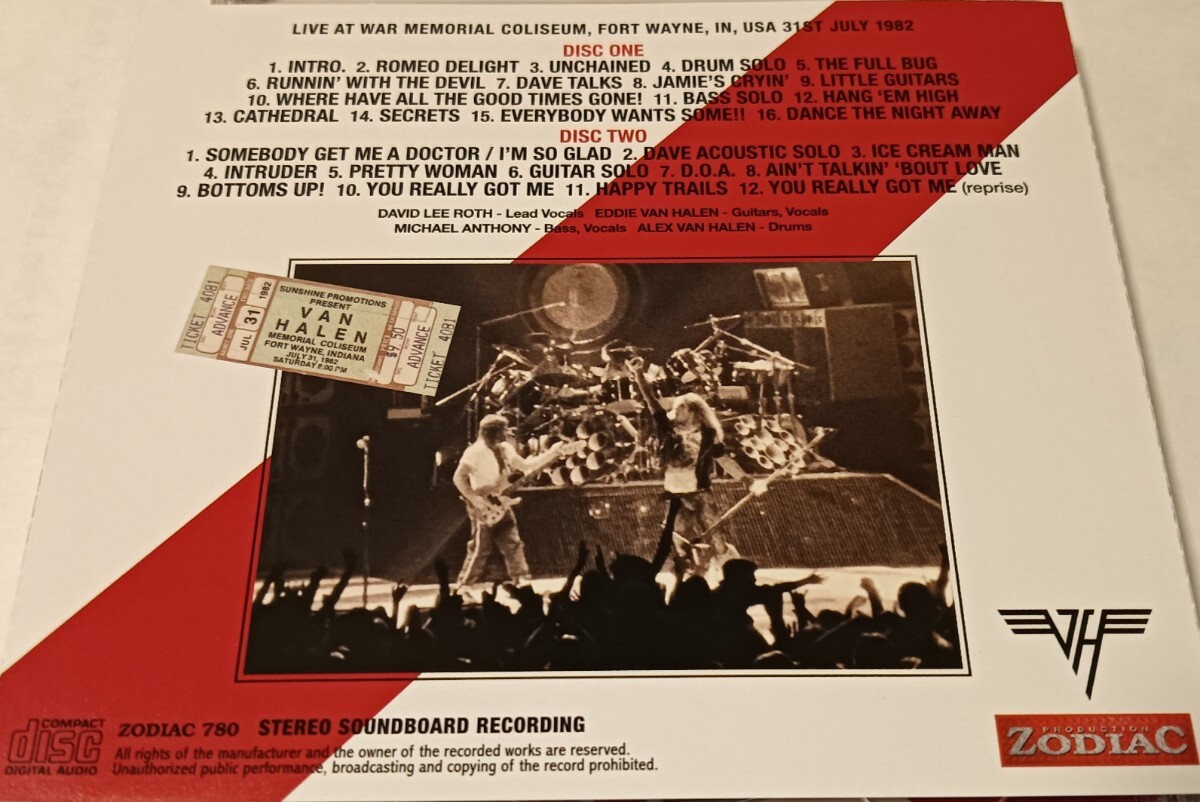 LIVE AT WAR MEMORIAL COLISEUM, FORT WAYNE, IN, USA 31ST JULY 1982
DISC ONE
1. INTRO. 2. ROMEO DELIGHT 3. UNCHAINED 4. DRUM SOLO 5. THE FULL BUG
6. RUNNIN' WITH THE DEVIL 7. DAVE TALKS 8. JAMIE'S CRYIN' 9. LITTLE GUITARS
10. WHERE HAVE ALL THE GOOD TIMES GONE! 11. BASS SOLO 12. HANG 'EM HIGH
13. CATHEDRAL 14. SECRETS 15. EVERYBODY WANTS SOME!! 16. DANCE THE NIGHT AWAY
DISC TWO
1. SOMEBODY GET ME A DOCTOR / I'M SO GLAD 2. DAVE ACOUSTIC SOLO 3. ICE CREAM MAN
4. INTRUDER 5. PRETTY WOMAN 6. GUITAR SOLO 7. D.O.A. 8. AIN'T TALKIN' 'BOUT LOVE
9. BOTTOMS UP! 10. YOU REALLY GOT ME 11. HAPPY TRAILS 12. YOU REALLY GOT ME (reprise)
DAVID LEE ROTH - Lead Vocals EDDIE VAN HALEN - Guitars, Vocals
MICHAEL ANTHONY - Bass, Vocals ALEX VAN HALEN - Drums
TICKET 4081
ADVANCE
JUL 31 1982
SUNSHINE PROMOTIONS
PRESENT
VAN
HALEN
MEMORIAL COLISEUM
FORT WAYNE, INDIANA
JULY 31, 1982
SATURDAY 8:00 PM
$9.50
ADVANCE
TICKET 4081
VH
COMPACT
disc
DIGITAL AUDIO
ZODIAC 780 STEREO SOUNDBOARD RECORDING
All rights of the manufacturer and the owner of the recorded works are reserved.
Unauthorized public performance, broadcasting and copying of the record prohibited.
PRODUCTION
ZODIAC